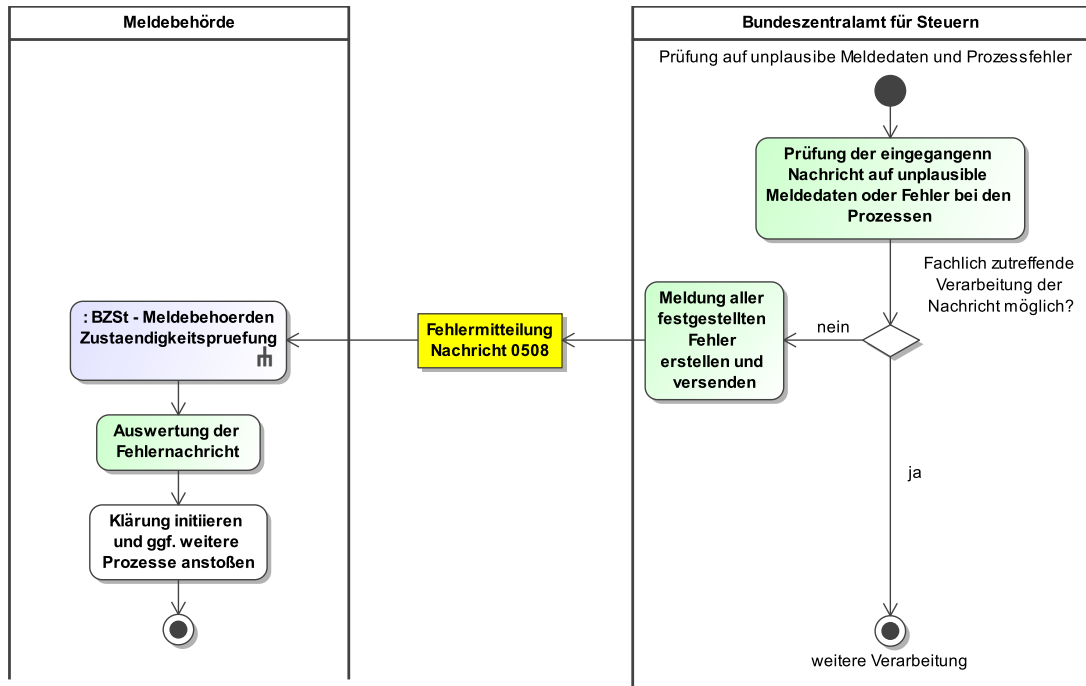 Meldebehörde
Bundeszentralamt für Steuern
Prüfung auf unplausibe Meldedaten und Prozessfehler
Prüfung der eingegangenn
Nachricht auf unplausible
Meldedaten oder Fehler bei den
Prozessen
Fachlich zutreffende
Verarbeitung der
Nachricht möglich?
nein
Meldung aller
festgestellten
Fehler
erstellen und
versenden
Fehlermitteilung
Nachricht 0508
: BZSt - Meldebehoerden
Zustaendigkeitspruefung
Auswertung der
Fehlernachricht
Klärung initiieren
und ggf. weitere
Prozesse anstoßen
ja
weitere Verarbeitung